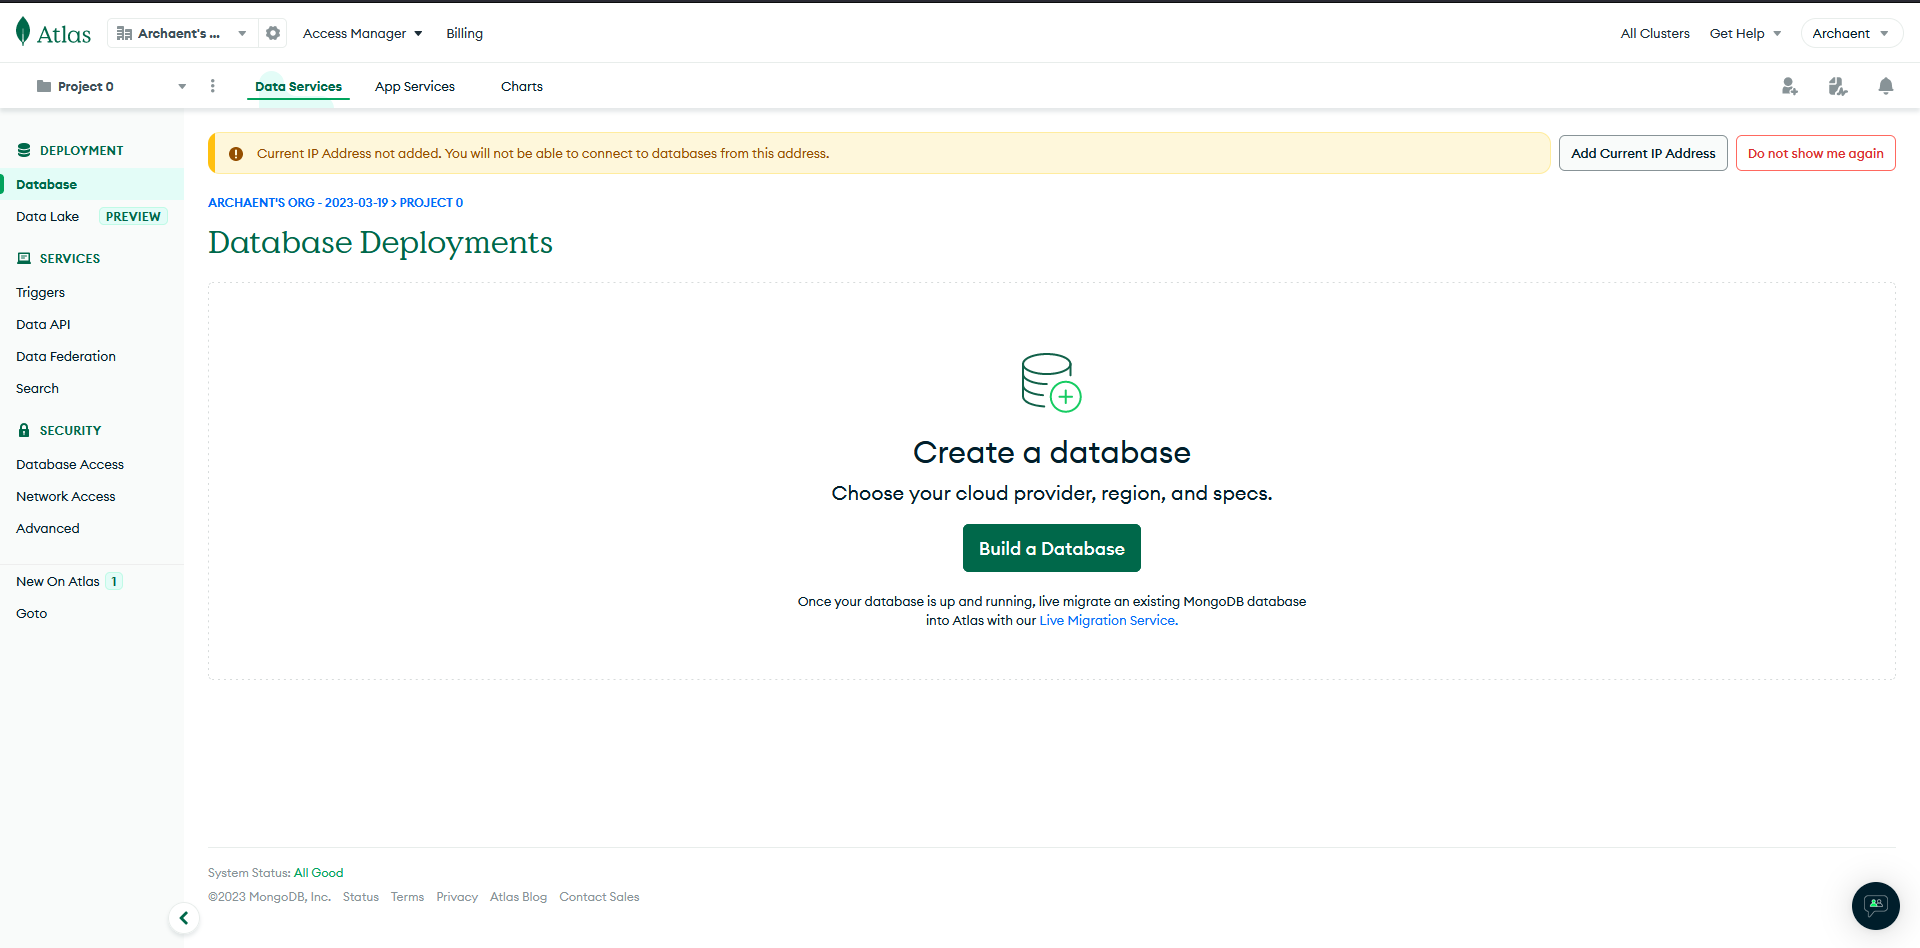 Atlas
Archaent's ...
Access Manager
Billing
All Clusters
Get Help
Archaent
Project 0
Data Services
App Services
Charts
DEPLOYMENT
Database
Data Lake PREVIEW
SERVICES
Triggers
Data API
Data Federation
Search
SECURITY
Database Access
Network Access
Advanced
New On Atlas 1
Goto
Current IP Address not added. You will not be able to connect to databases from this address.
Add Current IP Address
Do not show me again
ARCHAENT'S ORG - 2023-03-19 > PROJECT 0
Database Deployments
Create a database
Choose your cloud provider, region, and specs.
Build a Database
Once your database is up and running, live migrate an existing MongoDB database
into Atlas with our Live Migration Service.
System Status: All Good
©2023 MongoDB, Inc. Status Terms Privacy Atlas Blog Contact Sales